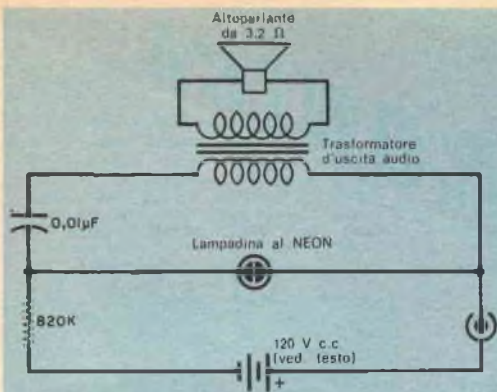 Altoparlante
da 3.2 Ω
Trasformatore
d'uscita audio
0,01µF
Lampadina al NEON
820K
120 V c.c
(ved. testo)
+